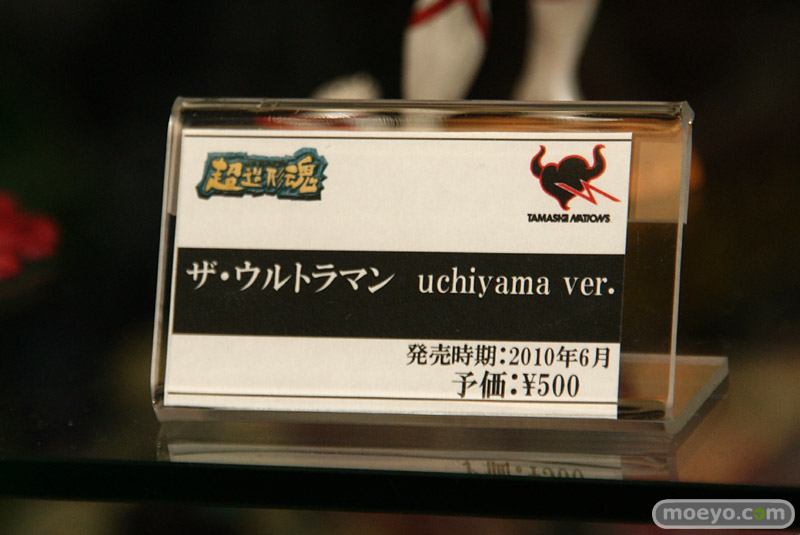 超造形魂
TAMASHII NATIONS
ザ・ウルトラマン uchiyama ver.
発売時期：2010年6月
予価：¥500
moeyo.com